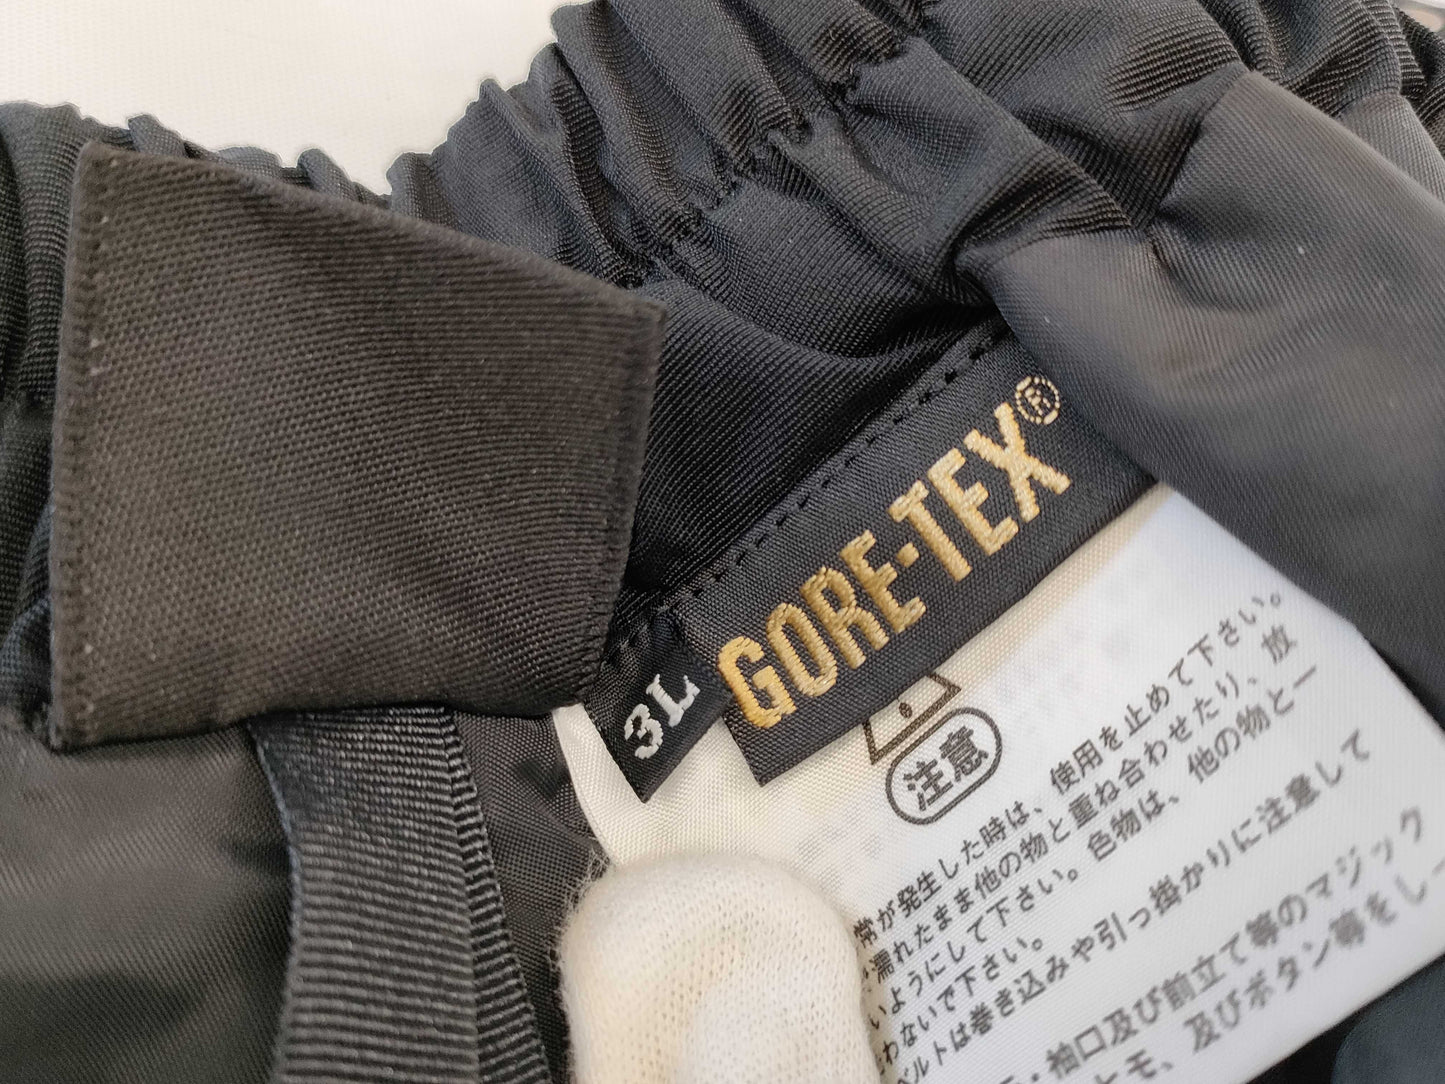 GORE-TEX®
3L
注意
常が発生した時は、使用を止めて下さい。
濡れたまま他の物と重ね合わせたり、放
いようにして下さい。色物は、他の物と一
わないで下さい。
ベルトは巻き込みや引っ掛かりに注意して
・袖口及び前立て等のマジック
モ、及びボタン等をし